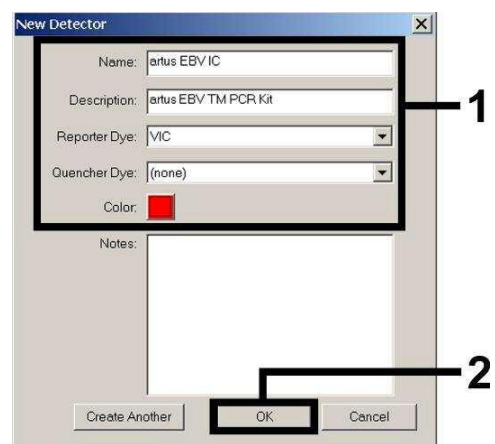 New Detector
Name: artus EBV IC
Description: artus EBV TM PCR Kit
1
Reporter Dye: VIC
Quencher Dye: (none)
Color:
Notes:
2
Create Another OK Cancel